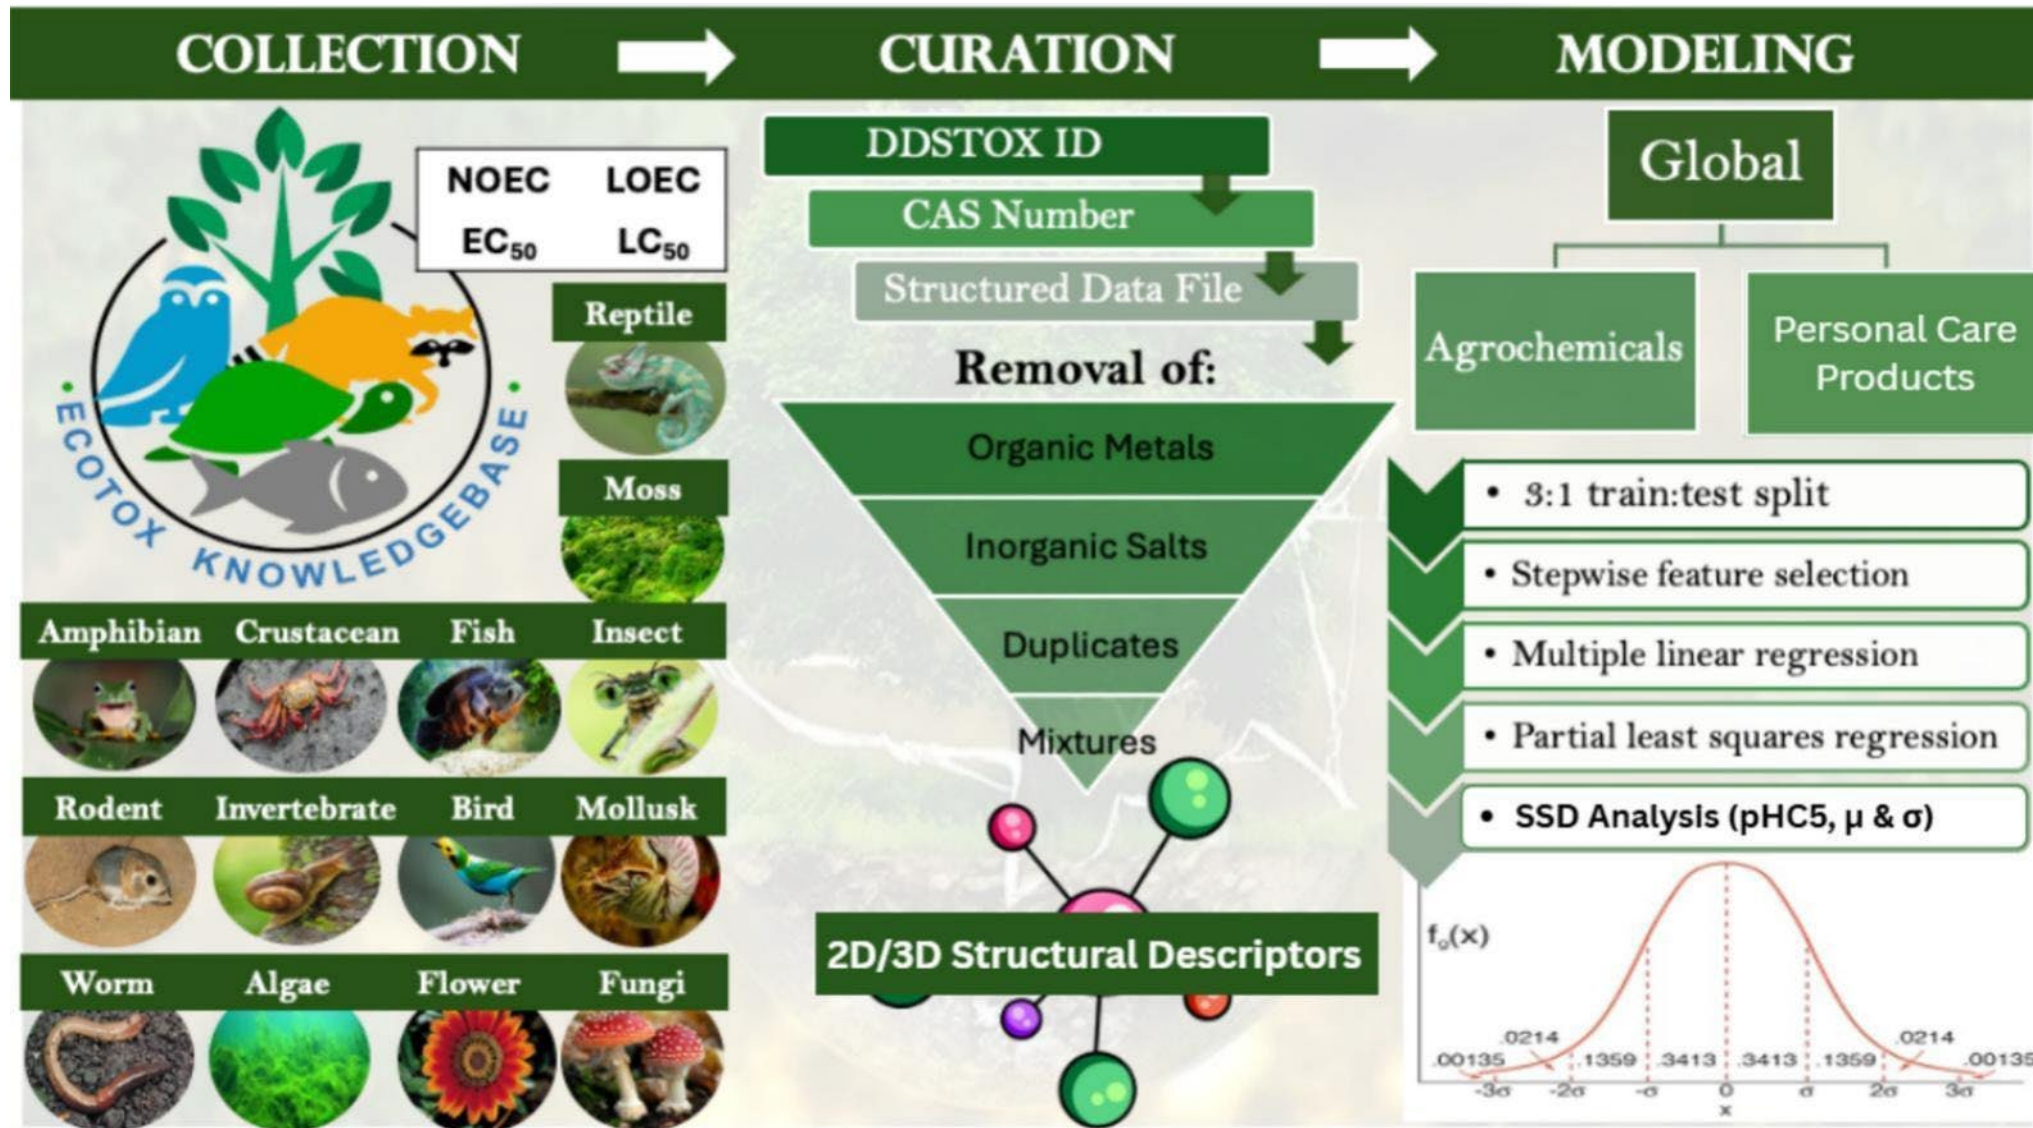 COLLECTION
CURATION
MODELING
NOEC LOEC
EC50 LC50
Reptile
Moss
ECOTOX KNOWLEDGEBASE
Amphibian Crustacean Fish Insect
Rodent Invertebrate Bird Mollusk
Worm Algae Flower Fungi
DDSTOX ID
CAS Number
Structured Data File
Removal of:
Organic Metals
Inorganic Salts
Duplicates
Mixtures
2D/3D Structural Descriptors
Global
Agrochemicals
Personal Care
Products
• 3:1 train:test split
• Stepwise feature selection
• Multiple linear regression
• Partial least squares regression
• SSD Analysis (pHC5, μ & σ)
fg(x)
.0214 .0214
.00135 .1359 .3413 .3413 .1359 .00135
-3σ -2σ -σ 0 σ 2σ 3σ
x